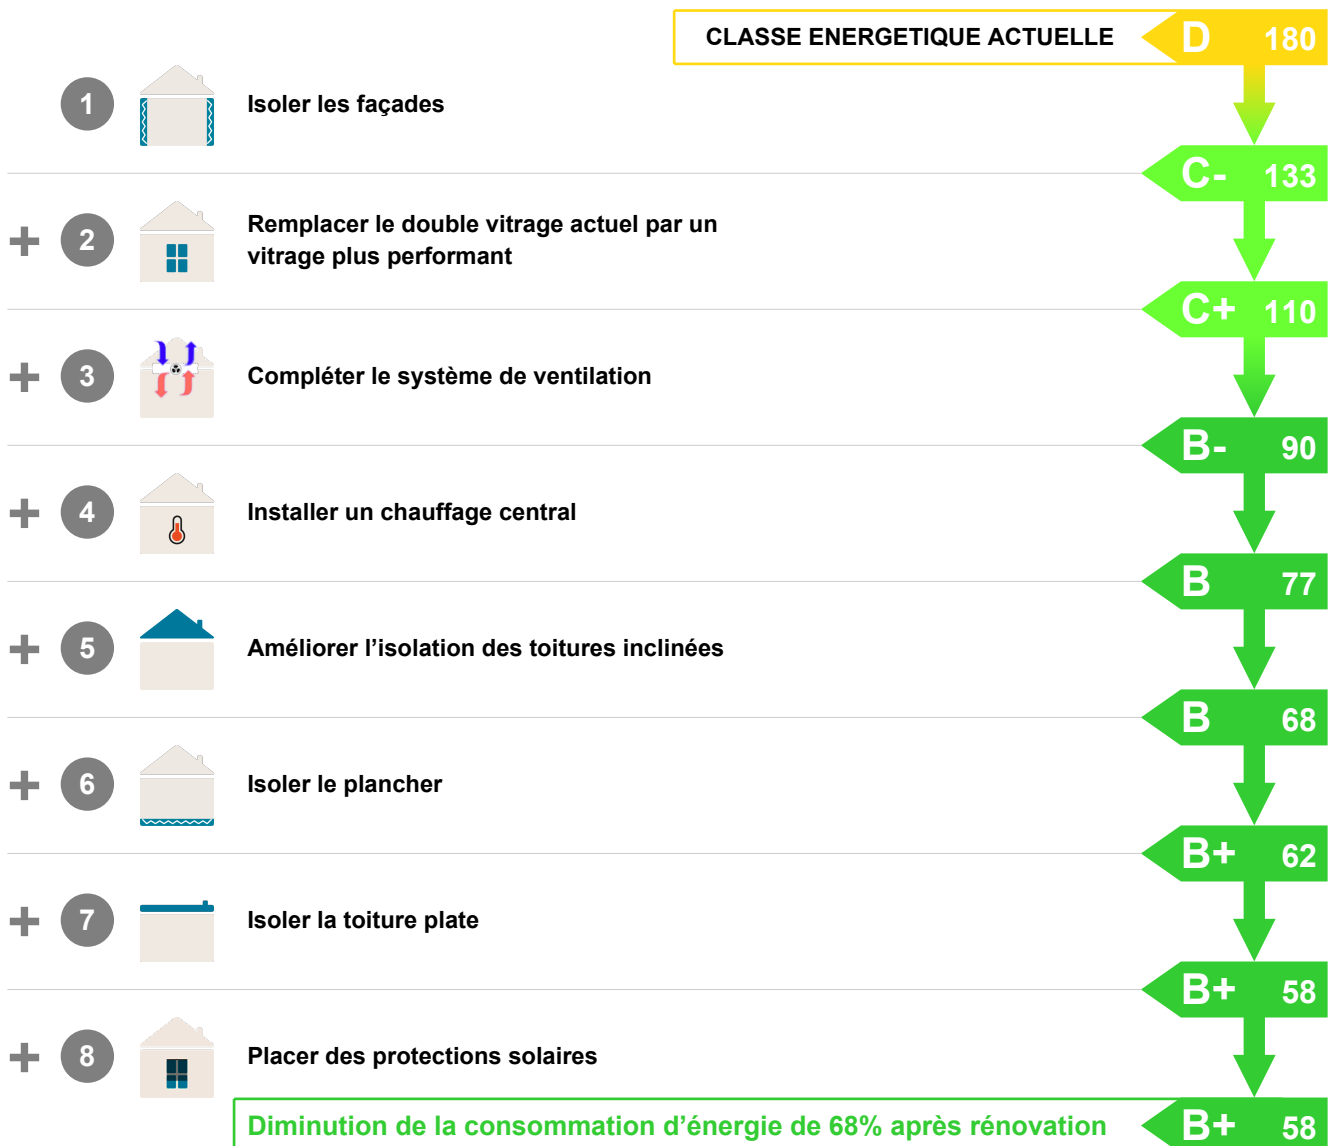 CLASSE ENERGETIQUE ACTUELLE D 180
1 Isoler les façades
C- 133
+ 2 Remplacer le double vitrage actuel par un
vitrage plus performant
C+ 110
+ 3 Compléter le système de ventilation
B- 90
+ 4 Installer un chauffage central
B 77
+ 5 Améliorer l’isolation des toitures inclinées
B 68
+ 6 Isoler le plancher
B+ 62
+ 7 Isoler la toiture plate
B+ 58
+ 8 Placer des protections solaires
Diminution de la consommation d’énergie de 68% après rénovation B+ 58